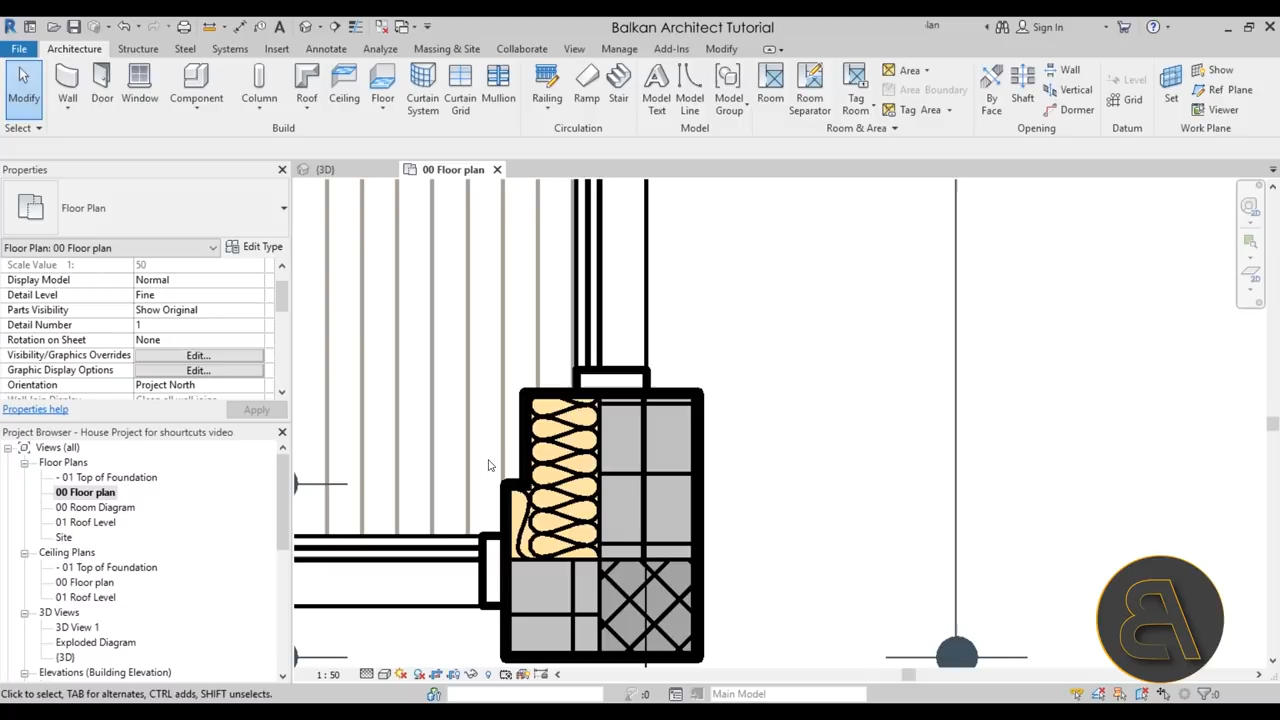 Balkan Architect Tutorial
lan
Sign In
File Architecture Structure Steel Systems Insert Annotate Analyze Massing & Site Collaborate View Manage Add-Ins Modify
Modify Wall Door Window Component Column Roof Ceiling Floor Curtain System Curtain Grid Mullion Railing Ramp Stair Model Text Model Line Model Group Room Room Separator Tag Room Area Area Boundary Tag Area By Face Shaft Wall Vertical Dormer Level Grid Set Show Ref Plane Viewer
Select Build Circulation Model Room & Area Opening Datum Work Plane
Properties
{3D} 00 Floor plan
Floor Plan
Floor Plan: 00 Floor plan Edit Type
Scale Value 1: 50
Display Model Normal
Detail Level Fine
Parts Visibility Show Original
Detail Number 1
Rotation on Sheet None
Visibility/Graphics Overrides Edit...
Graphic Display Options Edit...
Orientation Project North
Properties help Apply
Project Browser - House Project for shourtcuts video
Views (all)
Floor Plans
- 01 Top of Foundation
00 Floor plan
00 Room Diagram
01 Roof Level
Site
Ceiling Plans
- 01 Top of Foundation
00 Floor plan
01 Roof Level
3D Views
3D View 1
Exploded Diagram
{3D}
Elevations (Building Elevation)
1 : 50
Click to select, TAB for alternates, CTRL adds, SHIFT unselects.
:0
Main Model
:0